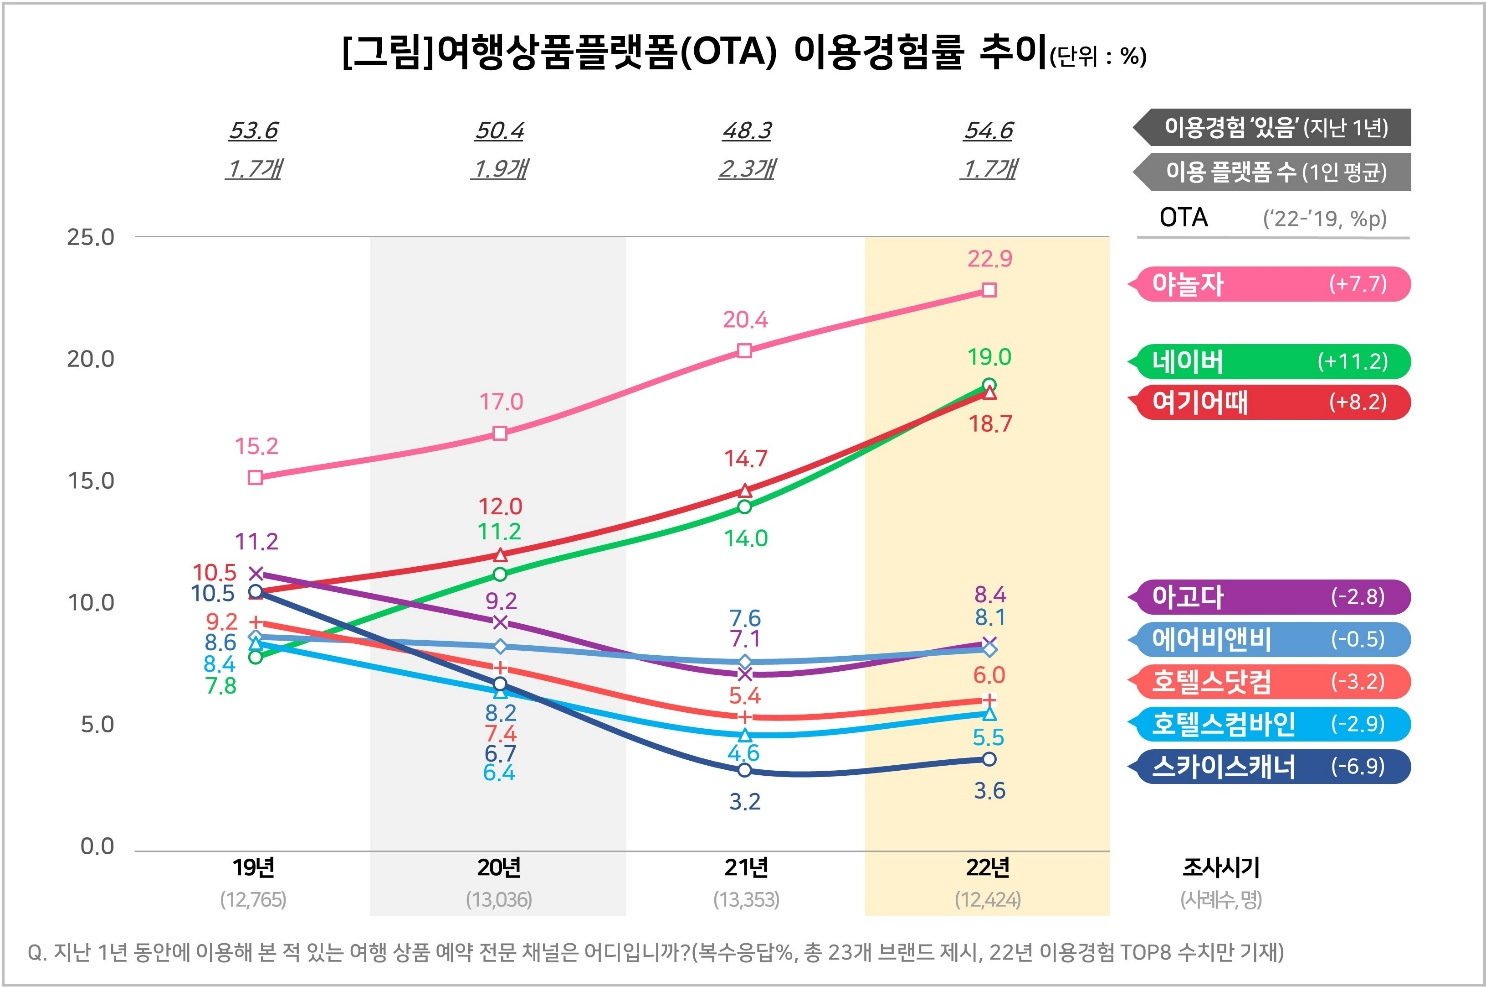 [그림]여행상품플랫폼(OTA) 이용경험률 추이(단위 : %)
53.6 50.4 48.3 54.6 이용경험 ‘있음’ (지난 1년)
1.7개 1.9개 2.3개 1.7개 이용 플랫폼 수 (1인 평균)
OTA (‘22-’19, %p)
25.0
22.9
야놀자 (+7.7)
20.4
20.0
19.0
네이버 (+11.2)
17.0
여기어때 (+8.2)
18.7
15.2
14.7
15.0
12.0
11.2
14.0
11.2
10.5
10.5
10.0
9.2
8.4
아고다 (-2.8)
9.2
7.6
8.1
8.6
7.1
에어비앤비 (-0.5)
8.4
7.8
5.4
6.0
호텔스닷컴 (-3.2)
8.2
5.0
7.4
호텔스컴바인 (-2.9)
6.7
4.6
5.5
6.4
스카이스캐너 (-6.9)
3.2
3.6
0.0
19년 20년 21년 22년 조사시기
(12,765) (13,036) (13,353) (12,424) (사례수, 명)
Q. 지난 1년 동안에 이용해 본 적 있는 여행 상품 예약 전문 채널은 어디입니까?(복수응답%, 총 23개 브랜드 제시, 22년 이용경험 TOP8 수치만 기재)